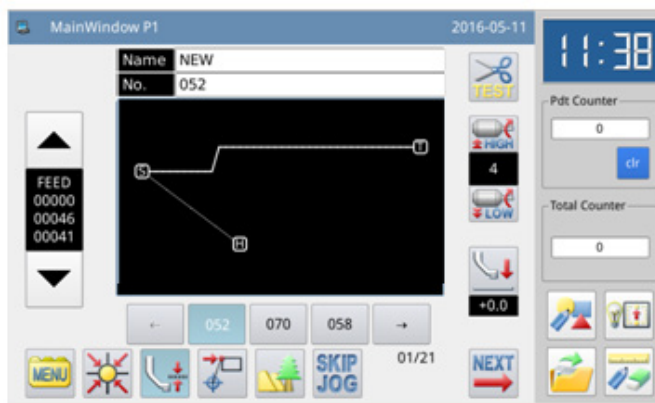 MainWindow P1
2016-05-11
11:38
Name NEW
No. 052
TEST
Pdt Counter
0
clr
HIGH
4
LOW
FEED
00000
00046
00041
S
T
H
Total Counter
0
+0.0
← 052 070 058 →
01/21
MENU
SKIP
JOG
NEXT